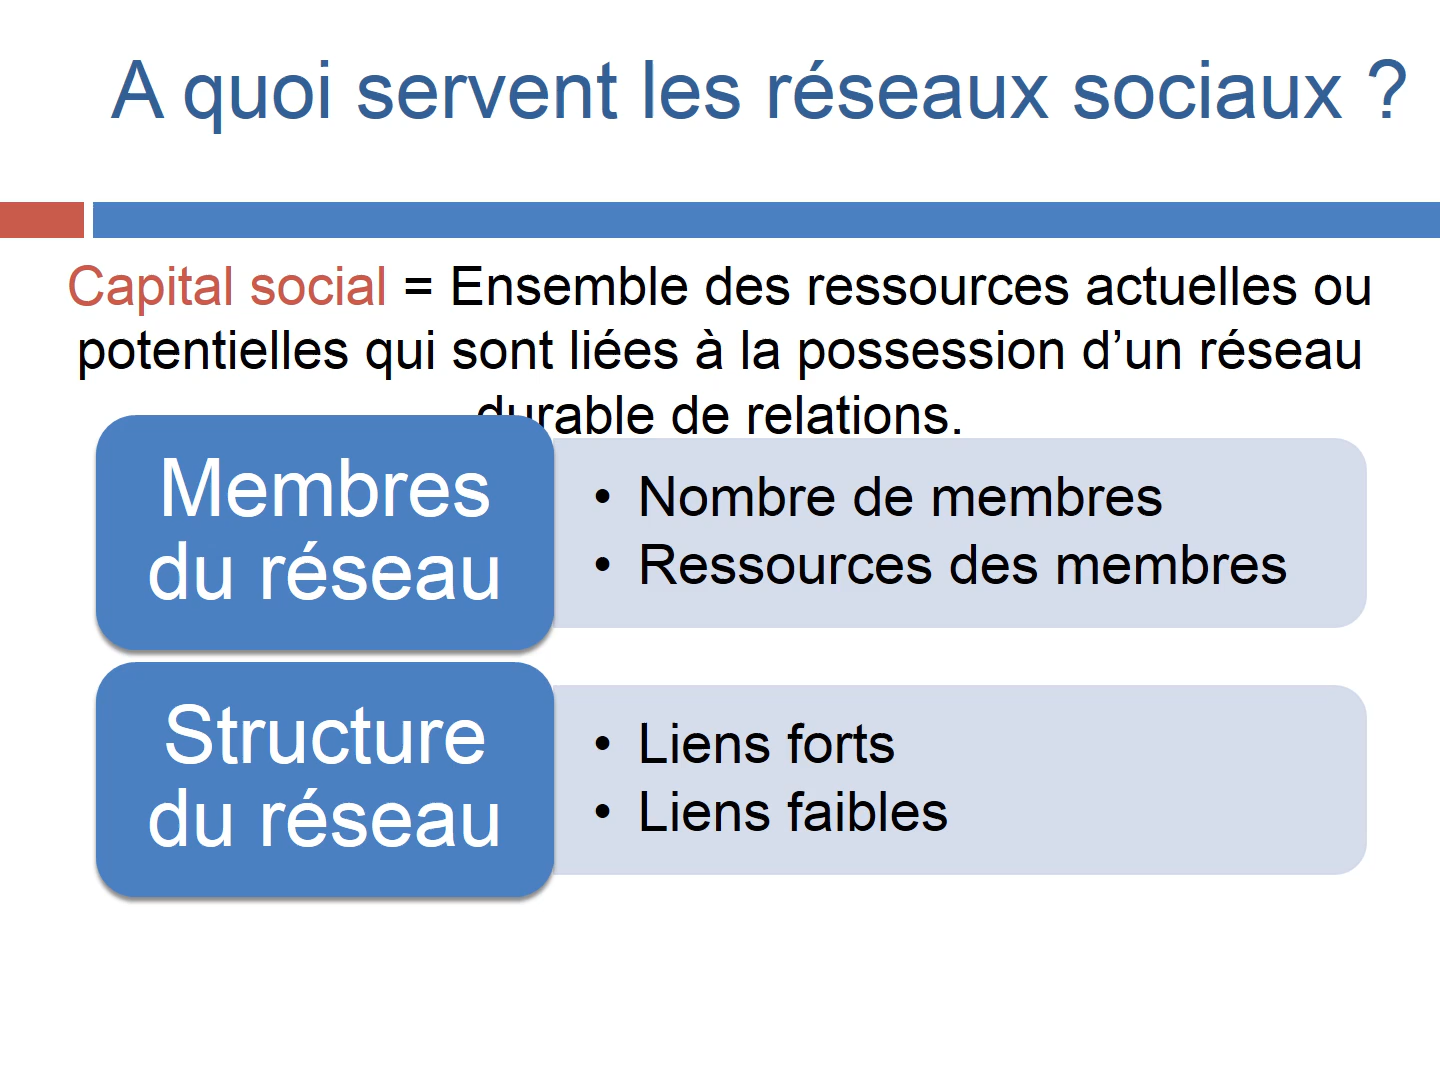 A quoi servent les réseaux sociaux ?
Capital social = Ensemble des ressources actuelles ou
potentielles qui sont liées à la possession d’un réseau
durable de relations.
Membres
du réseau
• Nombre de membres
• Ressources des membres
Structure
du réseau
• Liens forts
• Liens faibles